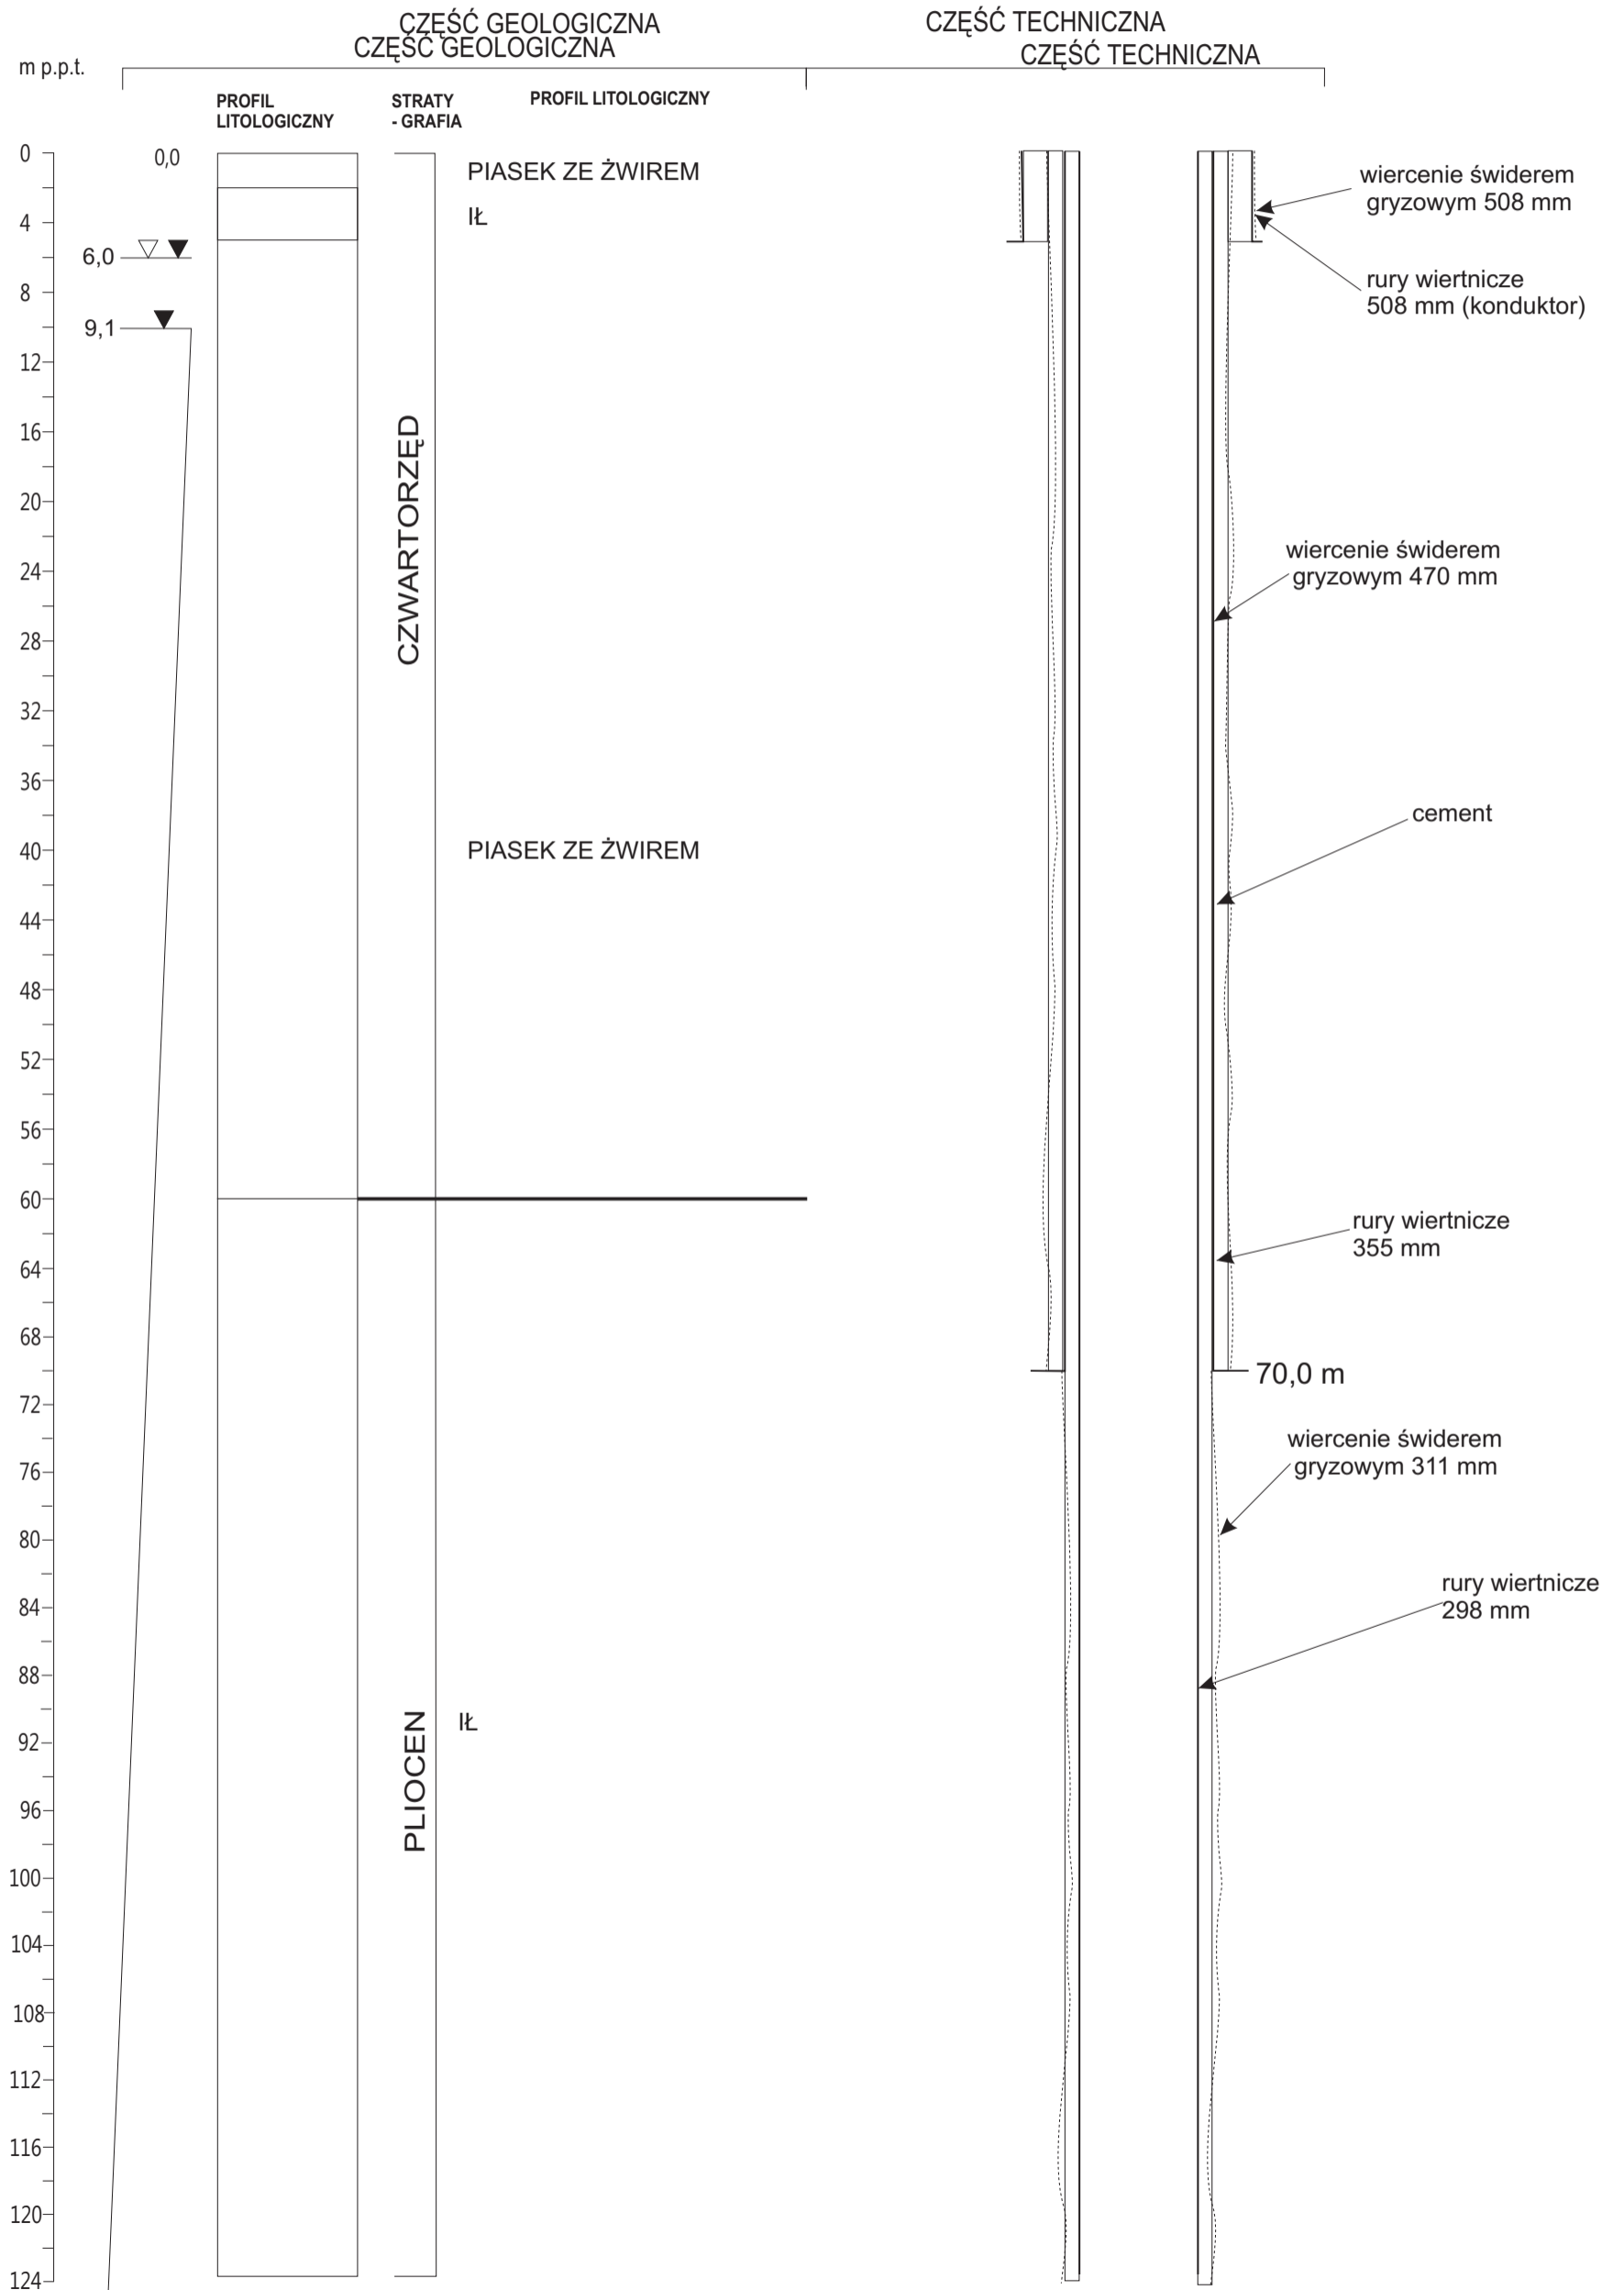 CZĘŚĆ GEOLOGICZNA
CZĘŚĆ TECHNICZNA
CZĘŚĆ GEOLOGICZNA
CZĘŚĆ TECHNICZNA
m p.p.t.
PROFIL
LITOLOGICZNY
STRATY
- GRAFIA
PROFIL LITOLOGICZNY
0
0,0
PIASEK ZE ŻWIREM
wiercenie świderem
gryzowym 508 mm
4
IŁ
6,0
rury wiertnicze
508 mm (konduktor)
8
9,1
12
16
CZWARTORZĘD
20
wiercenie świderem
gryzowym 470 mm
24
28
32
36
cement
40
PIASEK ZE ŻWIREM
44
48
52
56
60
rury wiertnicze
355 mm
64
68
70,0 m
72
wiercenie świderem
gryzowym 311 mm
76
80
rury wiertnicze
298 mm
84
88
IŁ
92
PLIOCEN
96
100
104
108
112
116
120
124